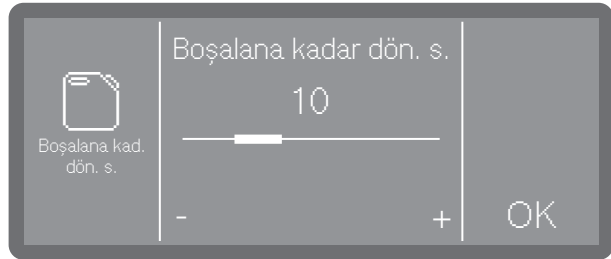 Boşalana kad.
dön. s.
Boşalana kadar dön. s.
10
- +
OK